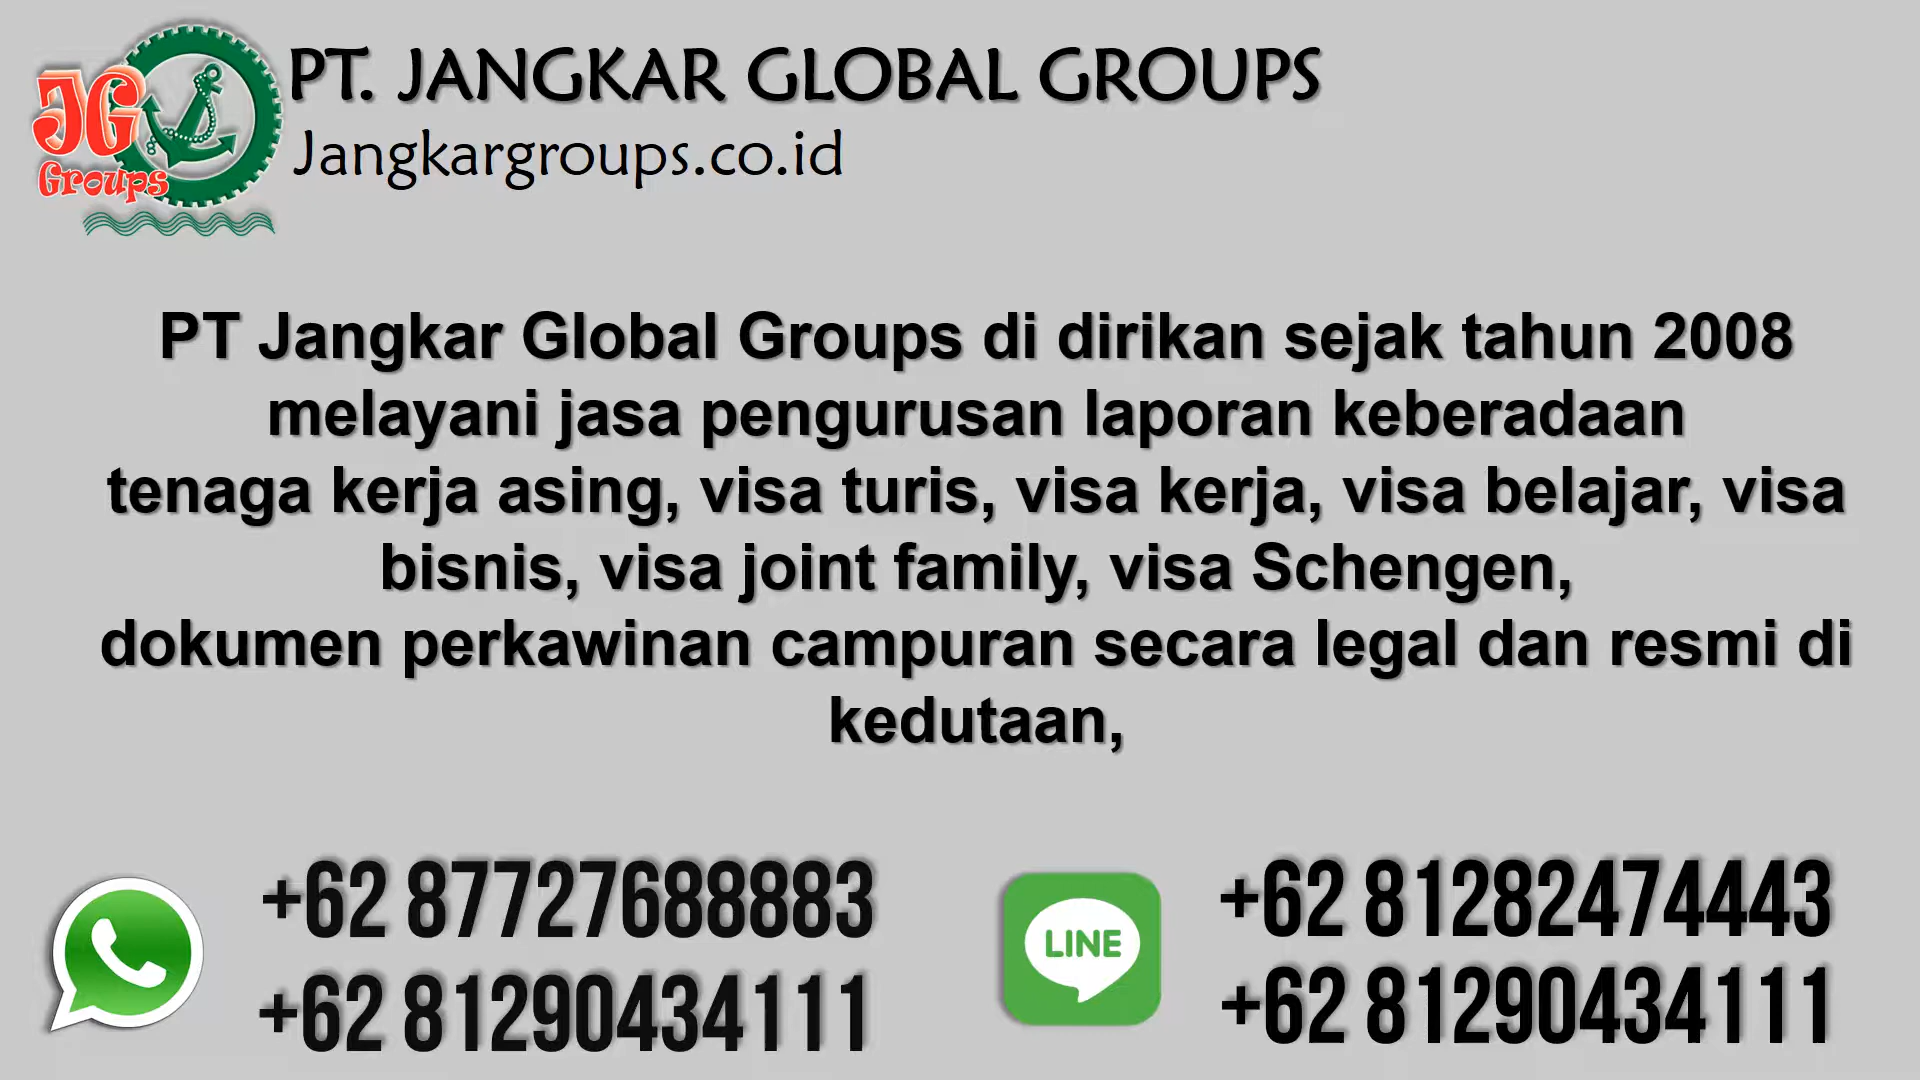 JG
Groups
PT. JANGKAR GLOBAL GROUPS
Jangkargroups.co.id
PT Jangkar Global Groups di dirikan sejak tahun 2008
melayani jasa pengurusan laporan keberadaan
tenaga kerja asing, visa turis, visa kerja, visa belajar, visa
bisnis, visa joint family, visa Schengen,
dokumen perkawinan campuran secara legal dan resmi di
kedutaan,
+62 87727688883
+62 81290434111
LINE
+62 81282474443
+62 81290434111